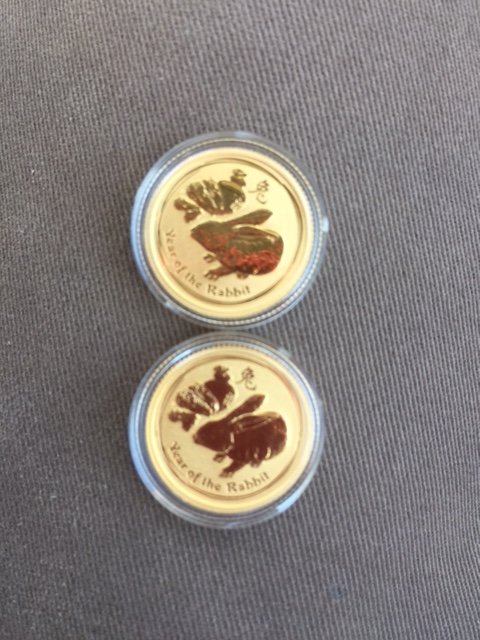 兔
Year of the Rabbit
兔
Year of the Rabbit